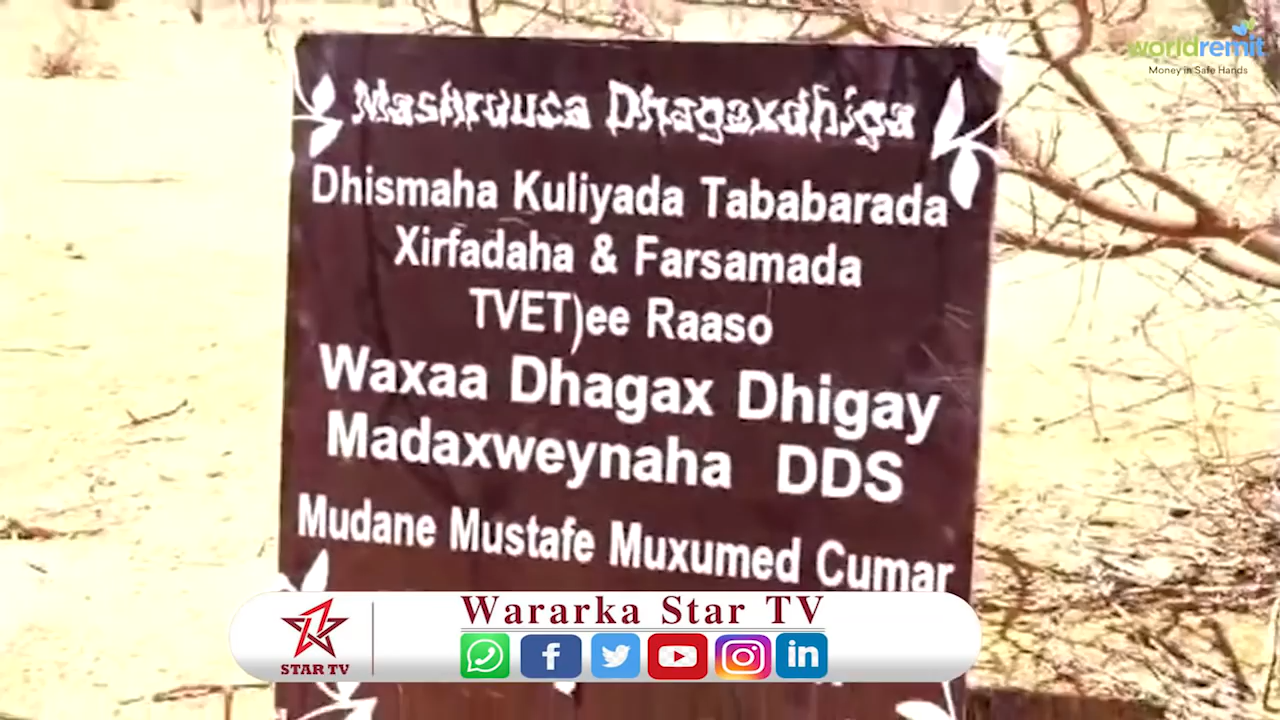 worldremit
Money in Safe Hands
Mashruuca Dhagaxdhiga
Dhismaha Kuliyada Tababarada
Xirfadaha & Farsamada
TVET)ee Raaso
Waxaa Dhagax Dhigay
Madaxweynaha DDS
Mudane Mustafe Muxumed Cumar
Wararka Star TV
STAR TV